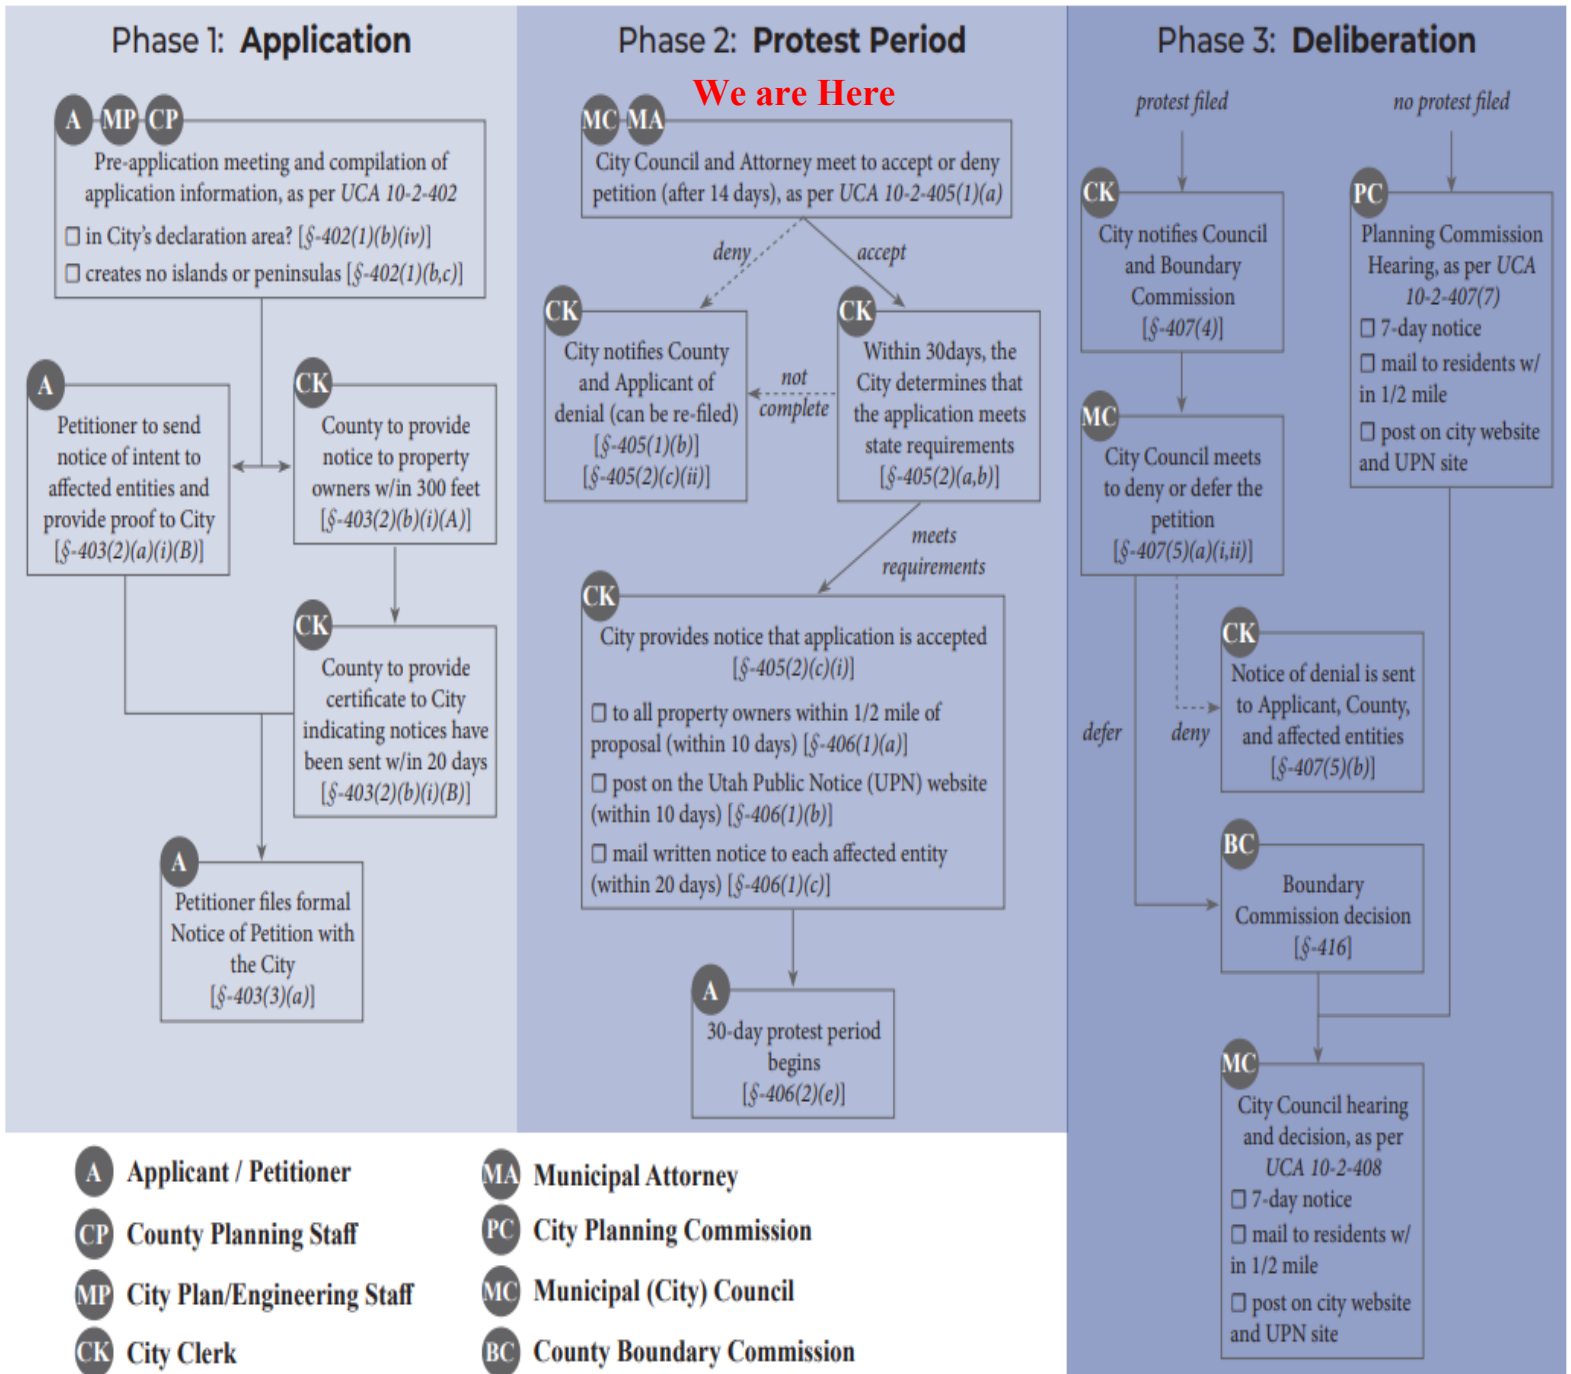 Phase 1: Application
A MP CP
Pre-application meeting and compilation of
application information, as per UCA 10-2-402
☐ in City's declaration area? [§-402(1)(b)(iv)]
☐ creates no islands or peninsulas [§-402(1)(b,c)]
A
Petitioner to send
notice of intent to
affected entities and
provide proof to City
[§-403(2)(a)(i)(B)]
CK
County to provide
notice to property
owners w/in 300 feet
[§-403(2)(b)(i)(A)]
CK
County to provide
certificate to City
indicating notices have
been sent w/in 20 days
[§-403(2)(b)(i)(B)]
A
Petitioner files formal
Notice of Petition with
the City
[§-403(3)(a)]
Phase 2: Protest Period
We are Here
MC MA
City Council and Attorney meet to accept or deny
petition (after 14 days), as per UCA 10-2-405(1)(a)
deny
accept
CK
City notifies County
and Applicant of
denial (can be re-filed)
[§-405(1)(b)]
[§-405(2)(c)(ii)]
not
complete
CK
Within 30days, the
City determines that
the application meets
state requirements
[§-405(2)(a,b)]
meets
requirements
CK
City provides notice that application is accepted
[§-405(2)(c)(i)]
☐ to all property owners within 1/2 mile of
proposal (within 10 days) [§-406(1)(a)]
☐ post on the Utah Public Notice (UPN) website
(within 10 days) [§-406(1)(b)]
☐ mail written notice to each affected entity
(within 20 days) [§-406(1)(c)]
A
30-day protest period
begins
[§-406(2)(e)]
Phase 3: Deliberation
protest filed
no protest filed
CK
City notifies Council
and Boundary
Commission
[§-407(4)]
PC
Planning Commission
Hearing, as per UCA
10-2-407(7)
☐ 7-day notice
☐ mail to residents w/
in 1/2 mile
☐ post on city website
and UPN site
MC
City Council meets
to deny or defer the
petition
[§-407(5)(a)(i,ii)]
defer
deny
CK
Notice of denial is sent
to Applicant, County,
and affected entities
[§-407(5)(b)]
BC
Boundary
Commission decision
[§-416]
MC
City Council hearing
and decision, as per
UCA 10-2-408
☐ 7-day notice
☐ mail to residents w/
in 1/2 mile
☐ post on city website
and UPN site
A Applicant / Petitioner
CP County Planning Staff
MP City Plan/Engineering Staff
CK City Clerk
MA Municipal Attorney
PC City Planning Commission
MC Municipal (City) Council
BC County Boundary Commission